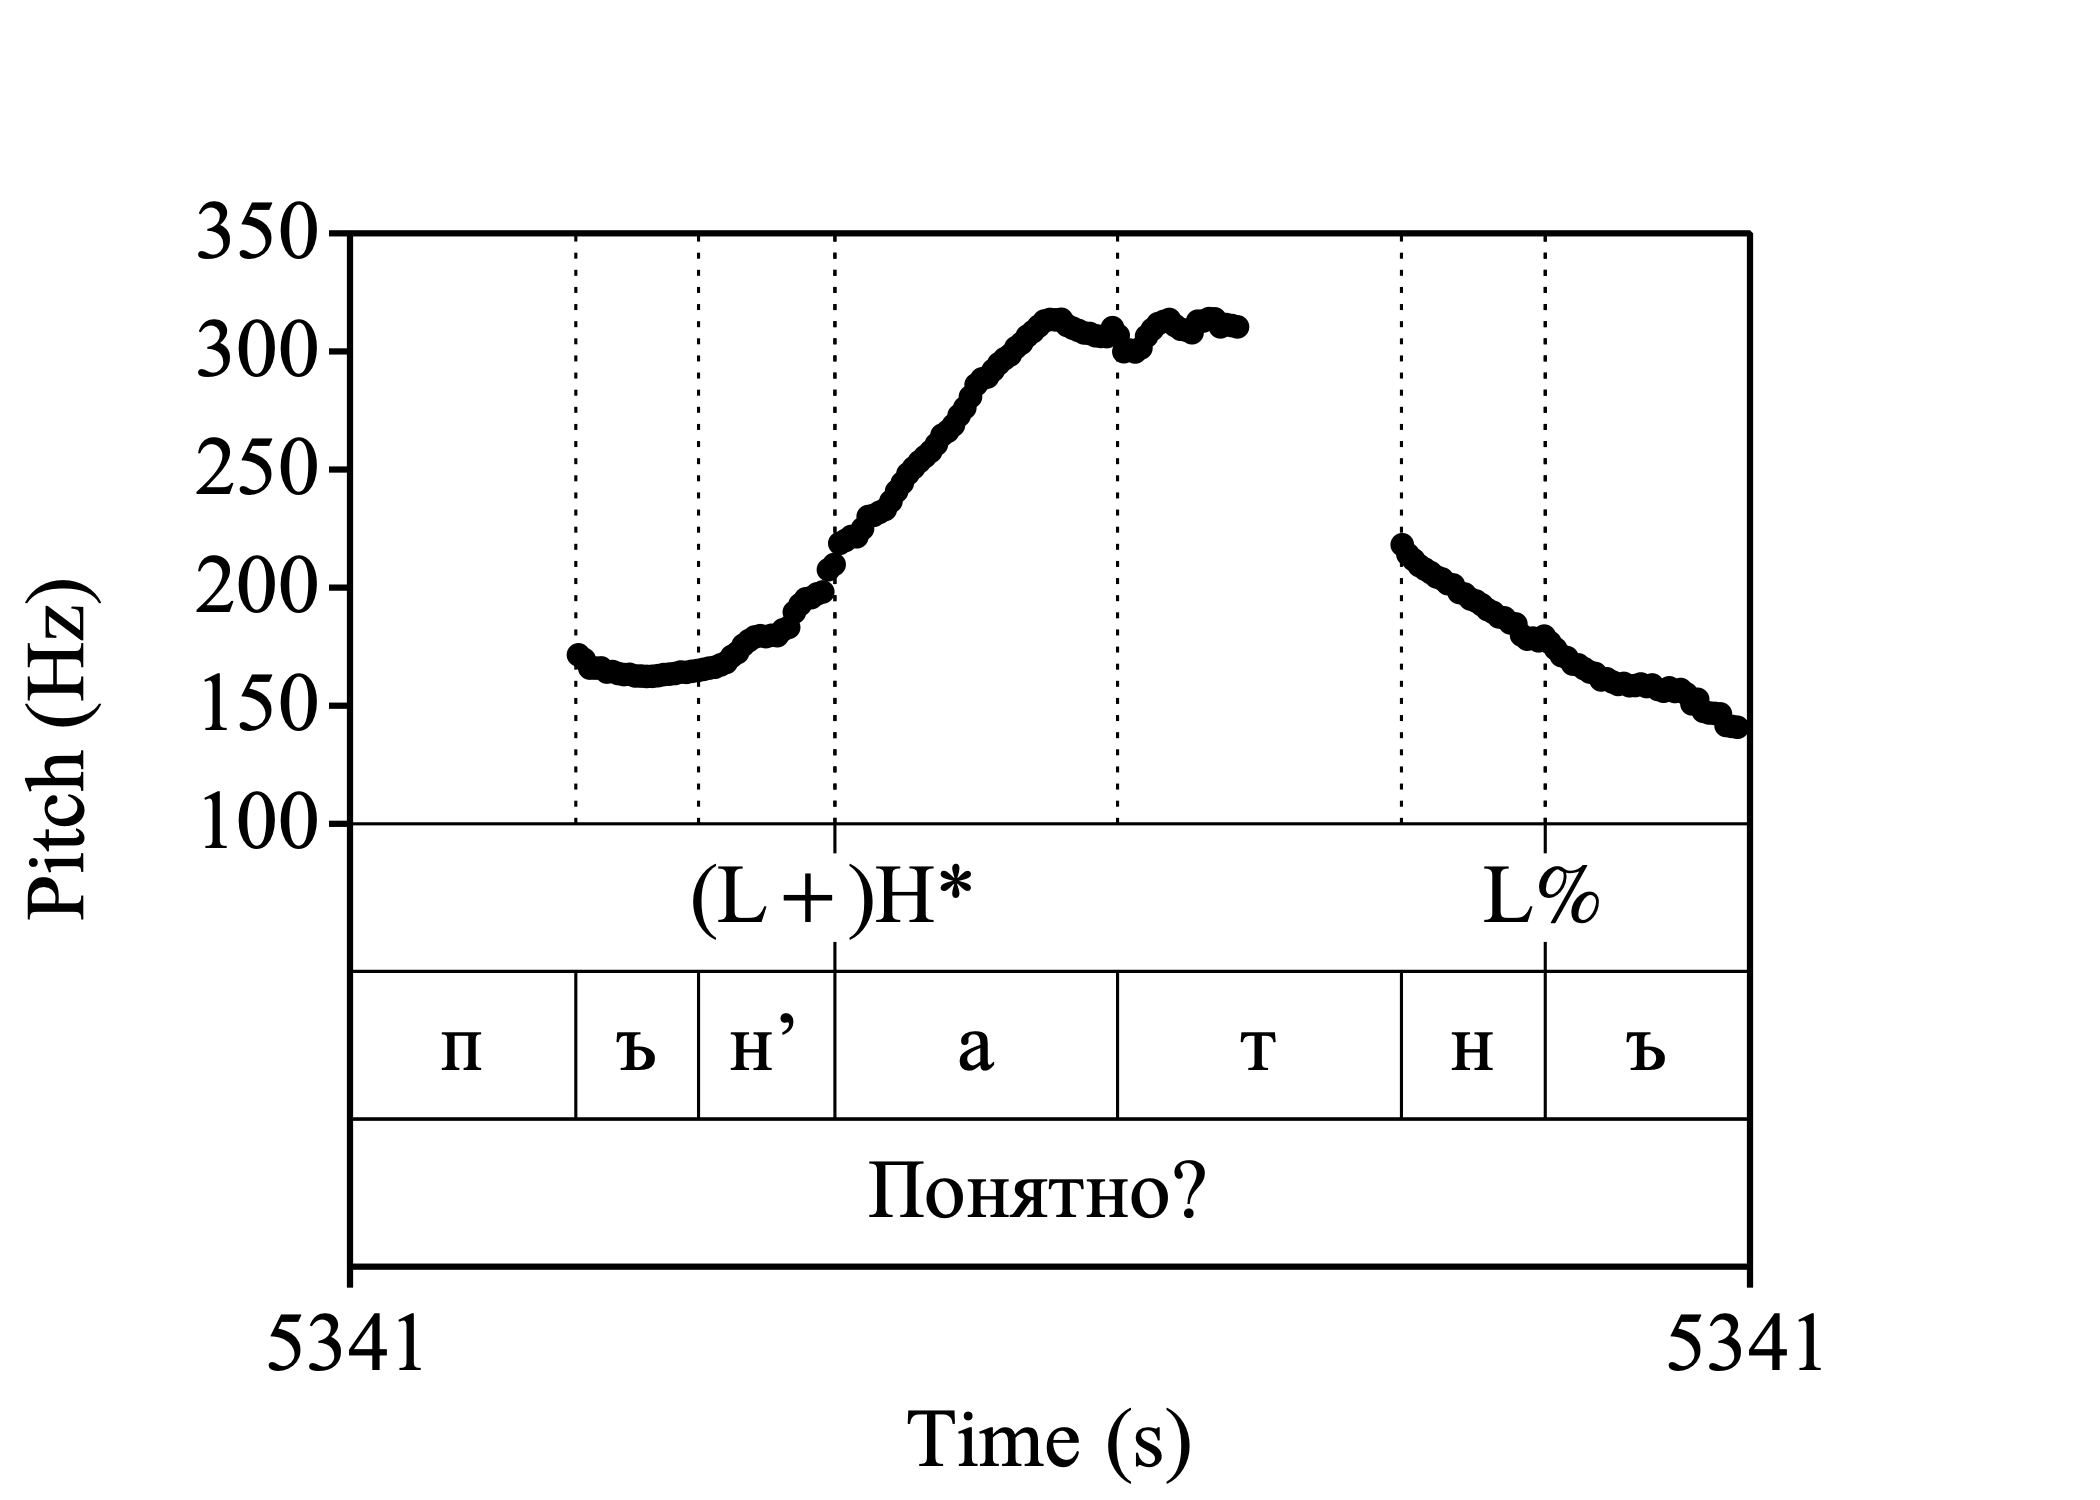 350
300
250
200
150
100
Pitch (Hz)
(L+)H* L%
п ъ н’ а т н ъ
Понятно?
5341 5341
Time (s)